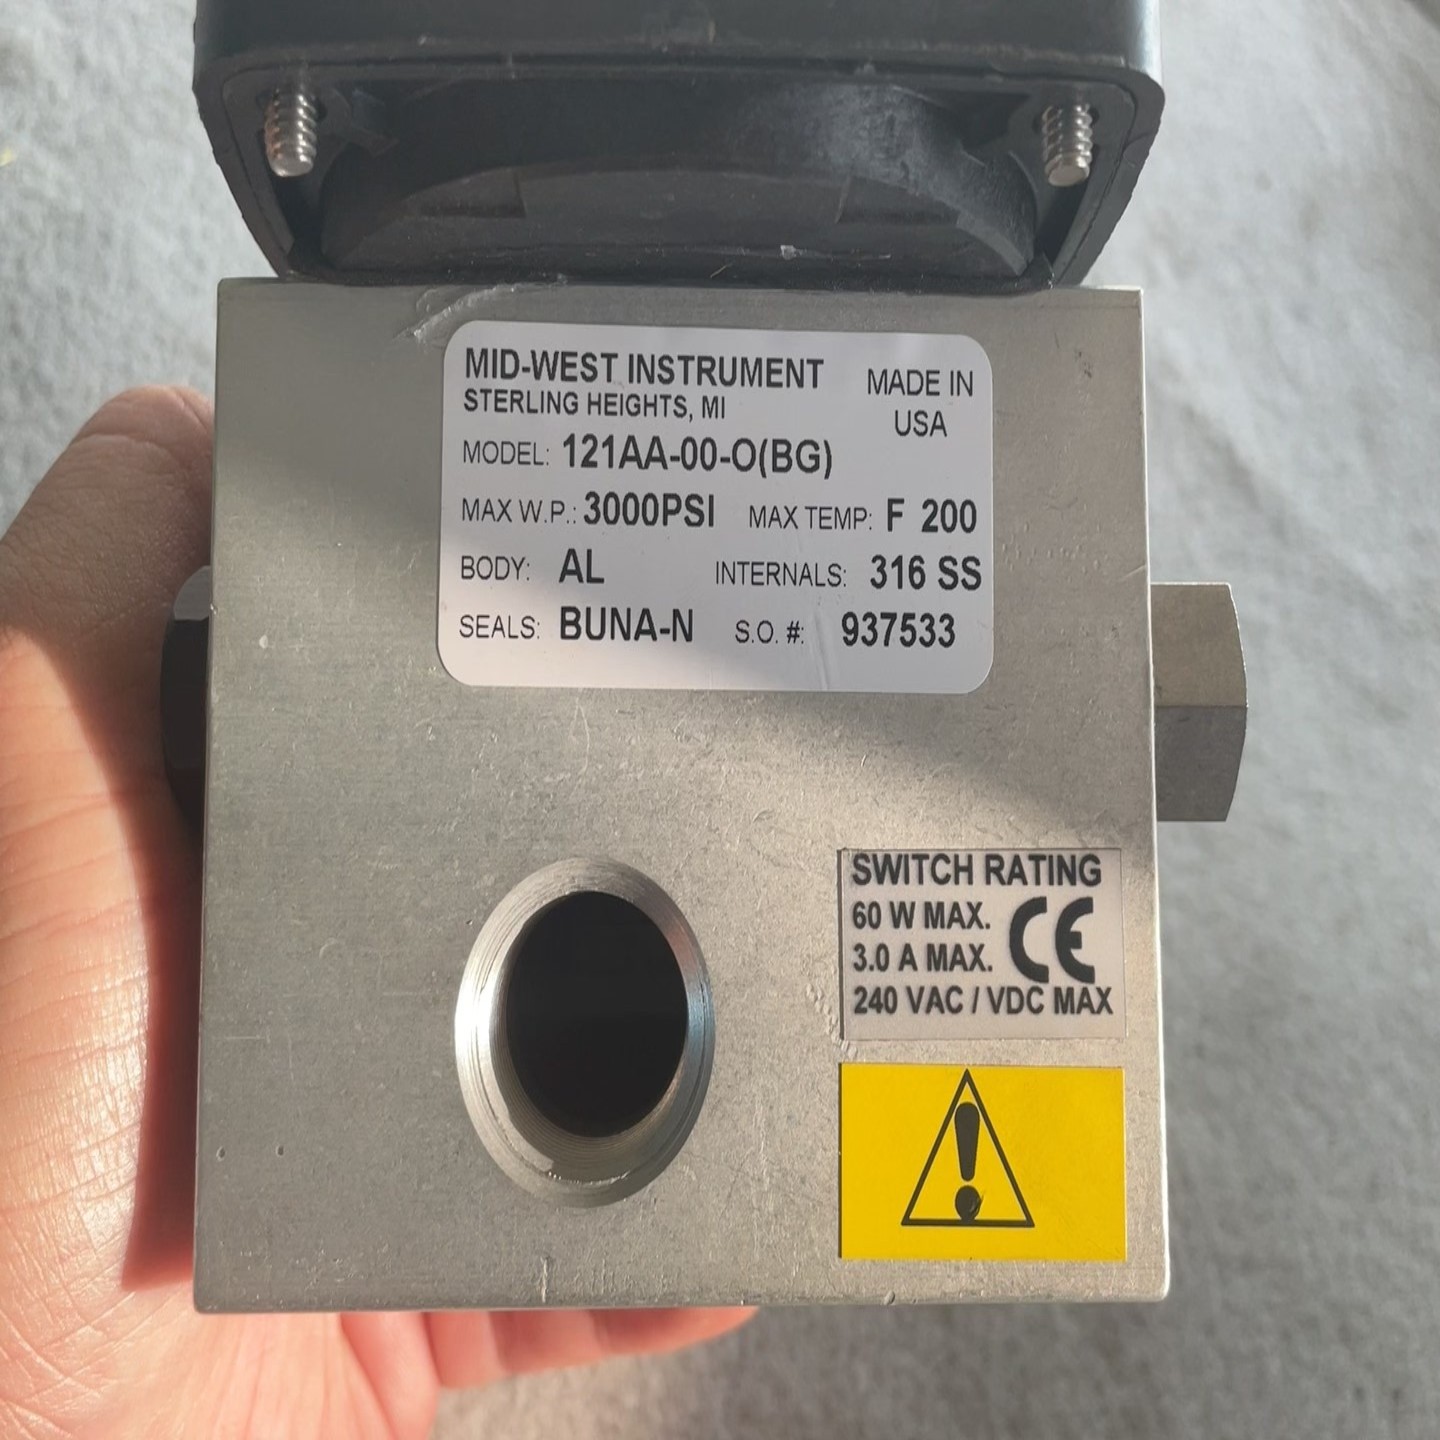 MID-WEST INSTRUMENT
STERLING HEIGHTS, MI
MADE IN
USA
MODEL: 121AA-00-O(BG)
MAX W.P.: 3000PSI MAX TEMP: F 200
BODY: AL INTERNALS: 316 SS
SEALS: BUNA-N S.O. #: 937533
SWITCH RATING
60 W MAX.
3.0 A MAX.
CE
240 VAC / VDC MAX